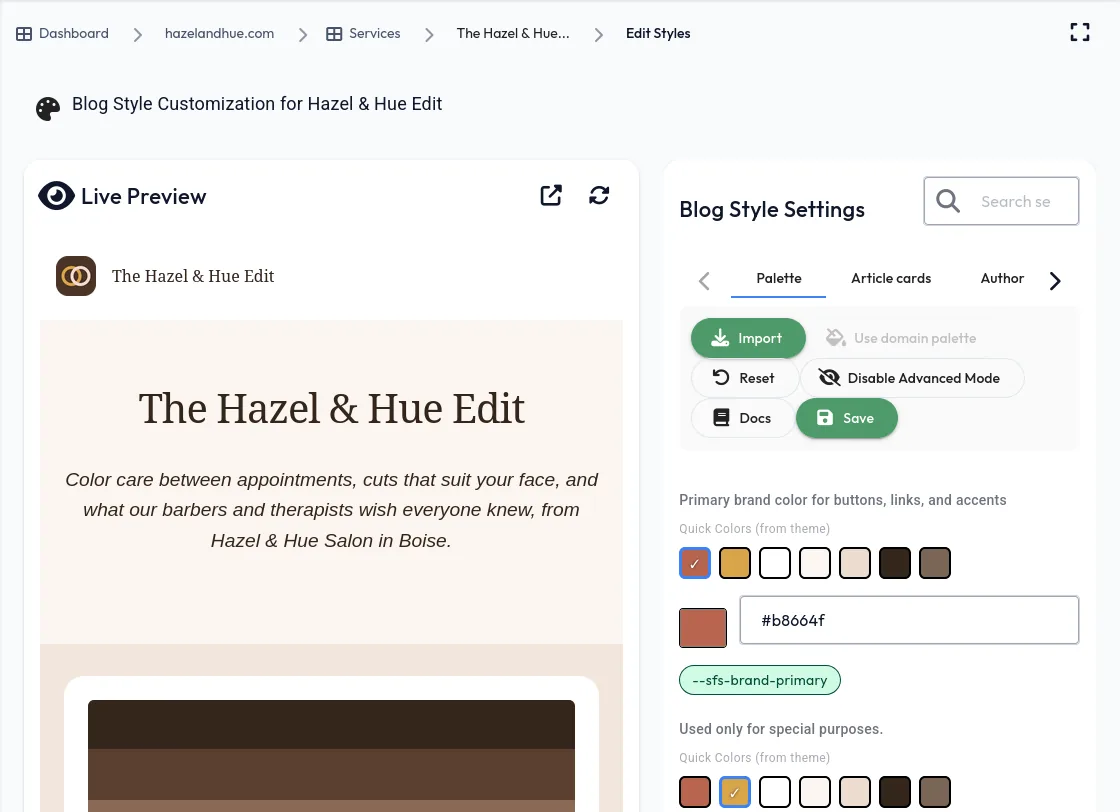 Dashboard
hazelandhue.com
Services
The Hazel & Hue...
Edit Styles
Blog Style Customization for Hazel & Hue Edit
Live Preview
The Hazel & Hue Edit
The Hazel & Hue Edit
Color care between appointments, cuts that suit your face, and
what our barbers and therapists wish everyone knew, from
Hazel & Hue Salon in Boise.
Blog Style Settings
Search se
Palette
Article cards
Author
Import
Use domain palette
Reset
Disable Advanced Mode
Docs
Save
Primary brand color for buttons, links, and accents
Quick Colors (from theme)
#b8664f
--sfs-brand-primary
Used only for special purposes.
Quick Colors (from theme)